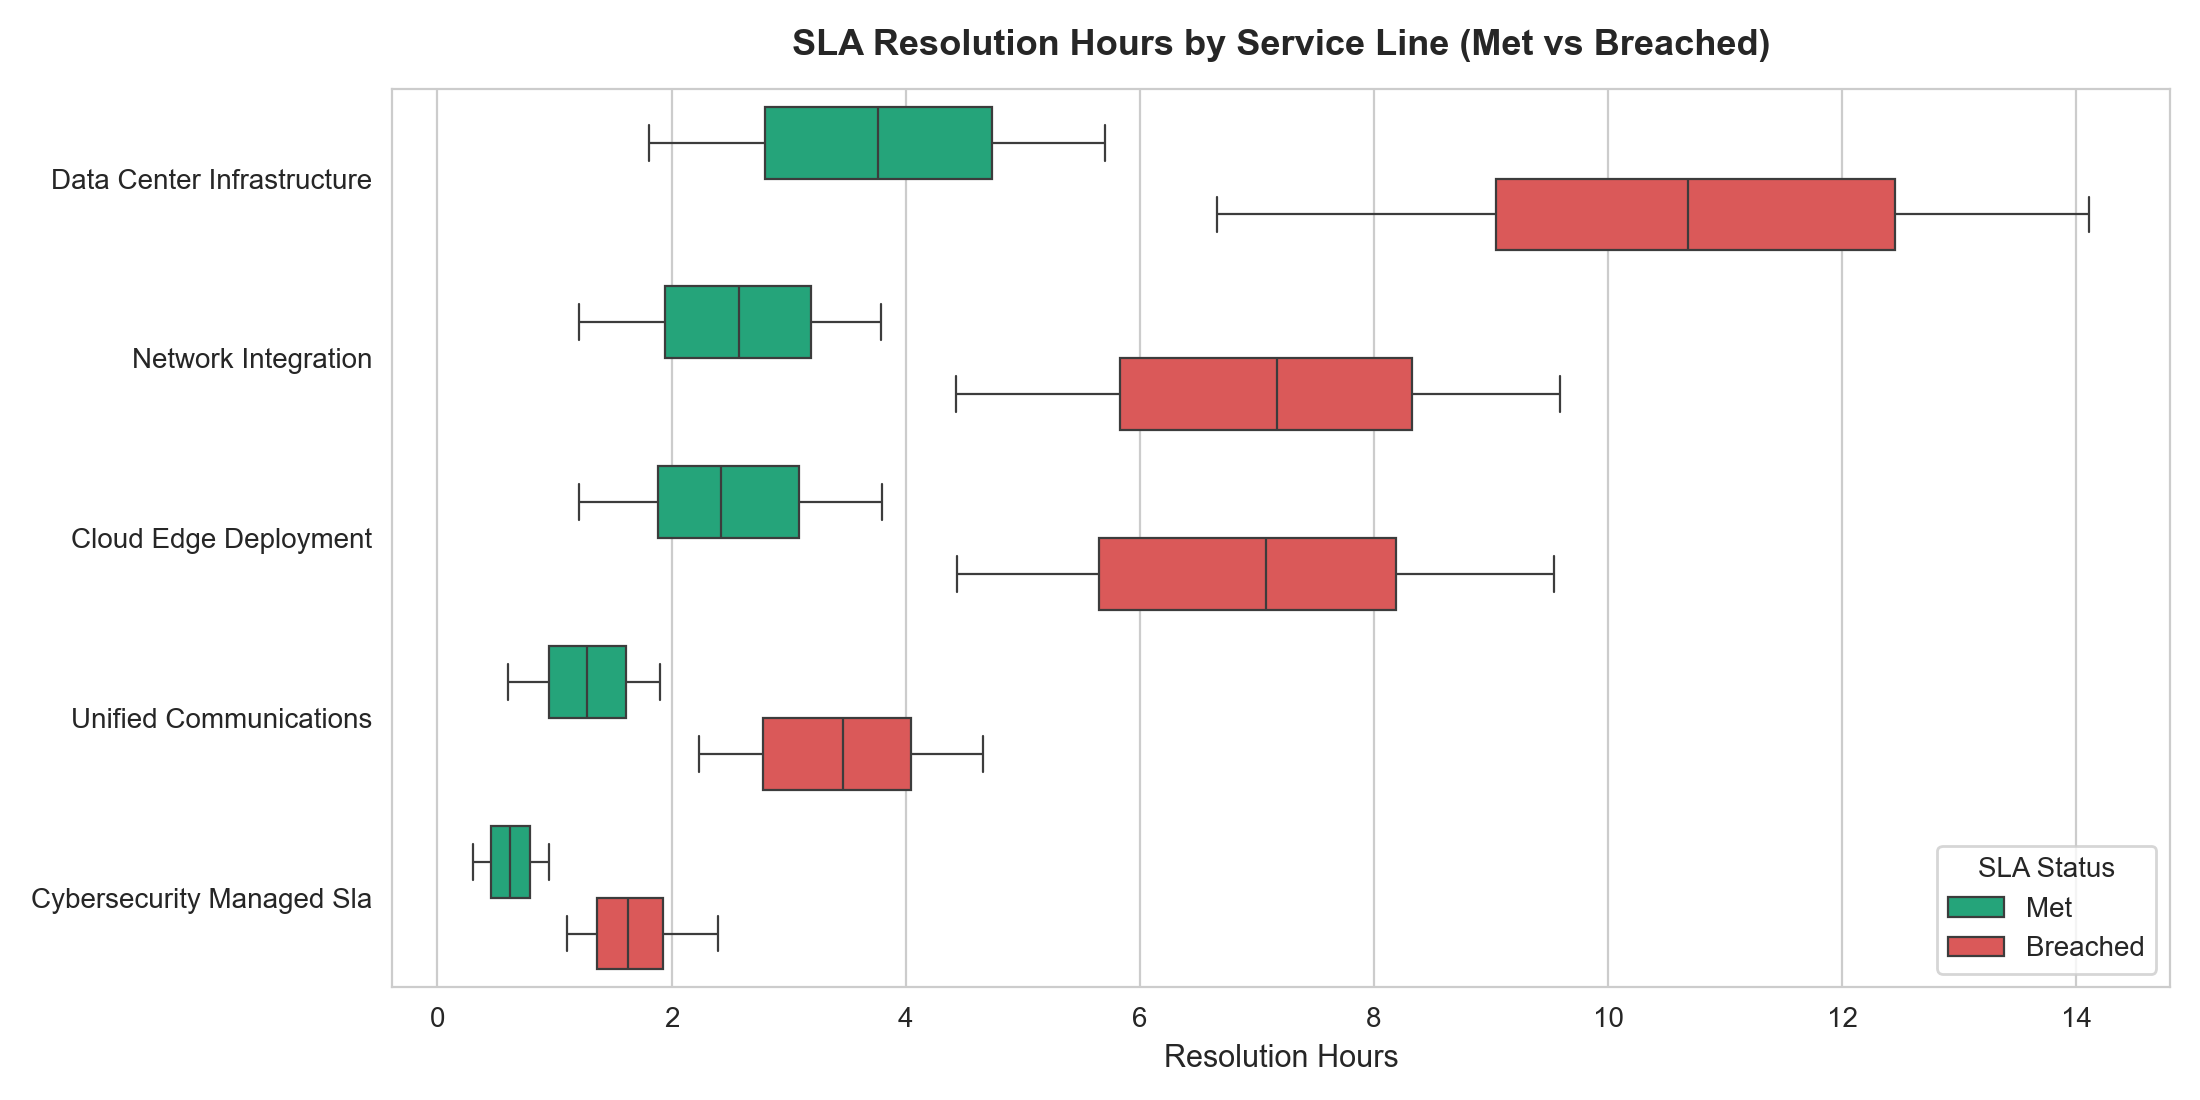 SLA Resolution Hours by Service Line (Met vs Breached)
Data Center Infrastructure
Network Integration
Cloud Edge Deployment
Unified Communications
Cybersecurity Managed Sla
SLA Status
Met
Breached
0 2 4 6 8 10 12 14
Resolution Hours